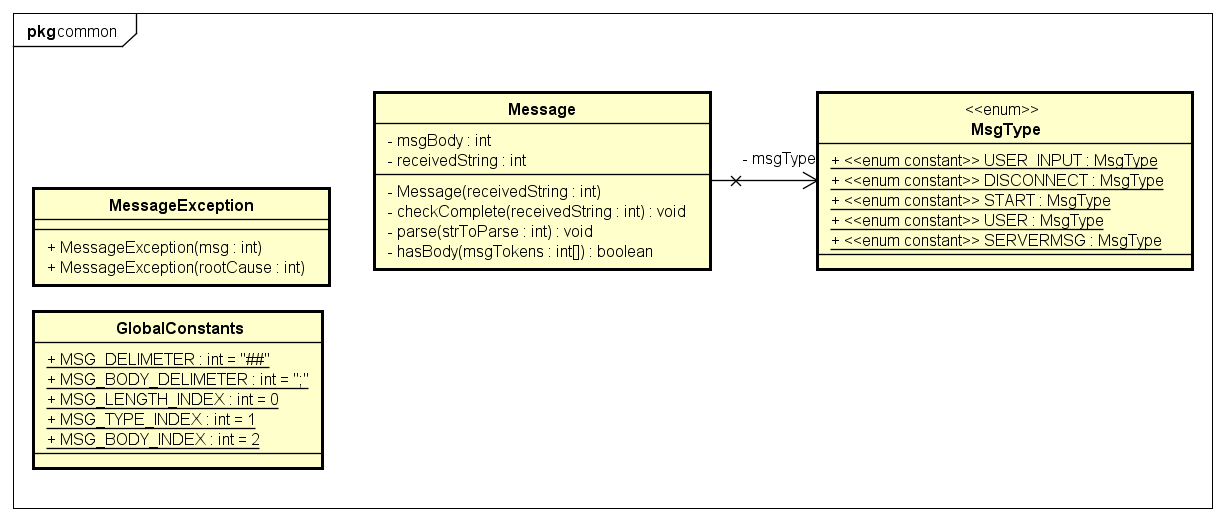 pkg common
Message
- msgBody : int
- receivedString : int
- Message(receivedString : int)
- checkComplete(receivedString : int) : void
- parse(strToParse : int) : void
- hasBody(msgTokens : int[]) : boolean
- msgType
<<enum>>
MsgType
+ <<enum constant>> USER_INPUT : MsgType
+ <<enum constant>> DISCONNECT : MsgType
+ <<enum constant>> START : MsgType
+ <<enum constant>> USER : MsgType
+ <<enum constant>> SERVERMSG : MsgType
MessageException
+ MessageException(msg : int)
+ MessageException(rootCause : int)
GlobalConstants
+ MSG_DELIMETER : int = "##"
+ MSG_BODY_DELIMETER : int = ";"
+ MSG_LENGTH_INDEX : int = 0
+ MSG_TYPE_INDEX : int = 1
+ MSG_BODY_INDEX : int = 2